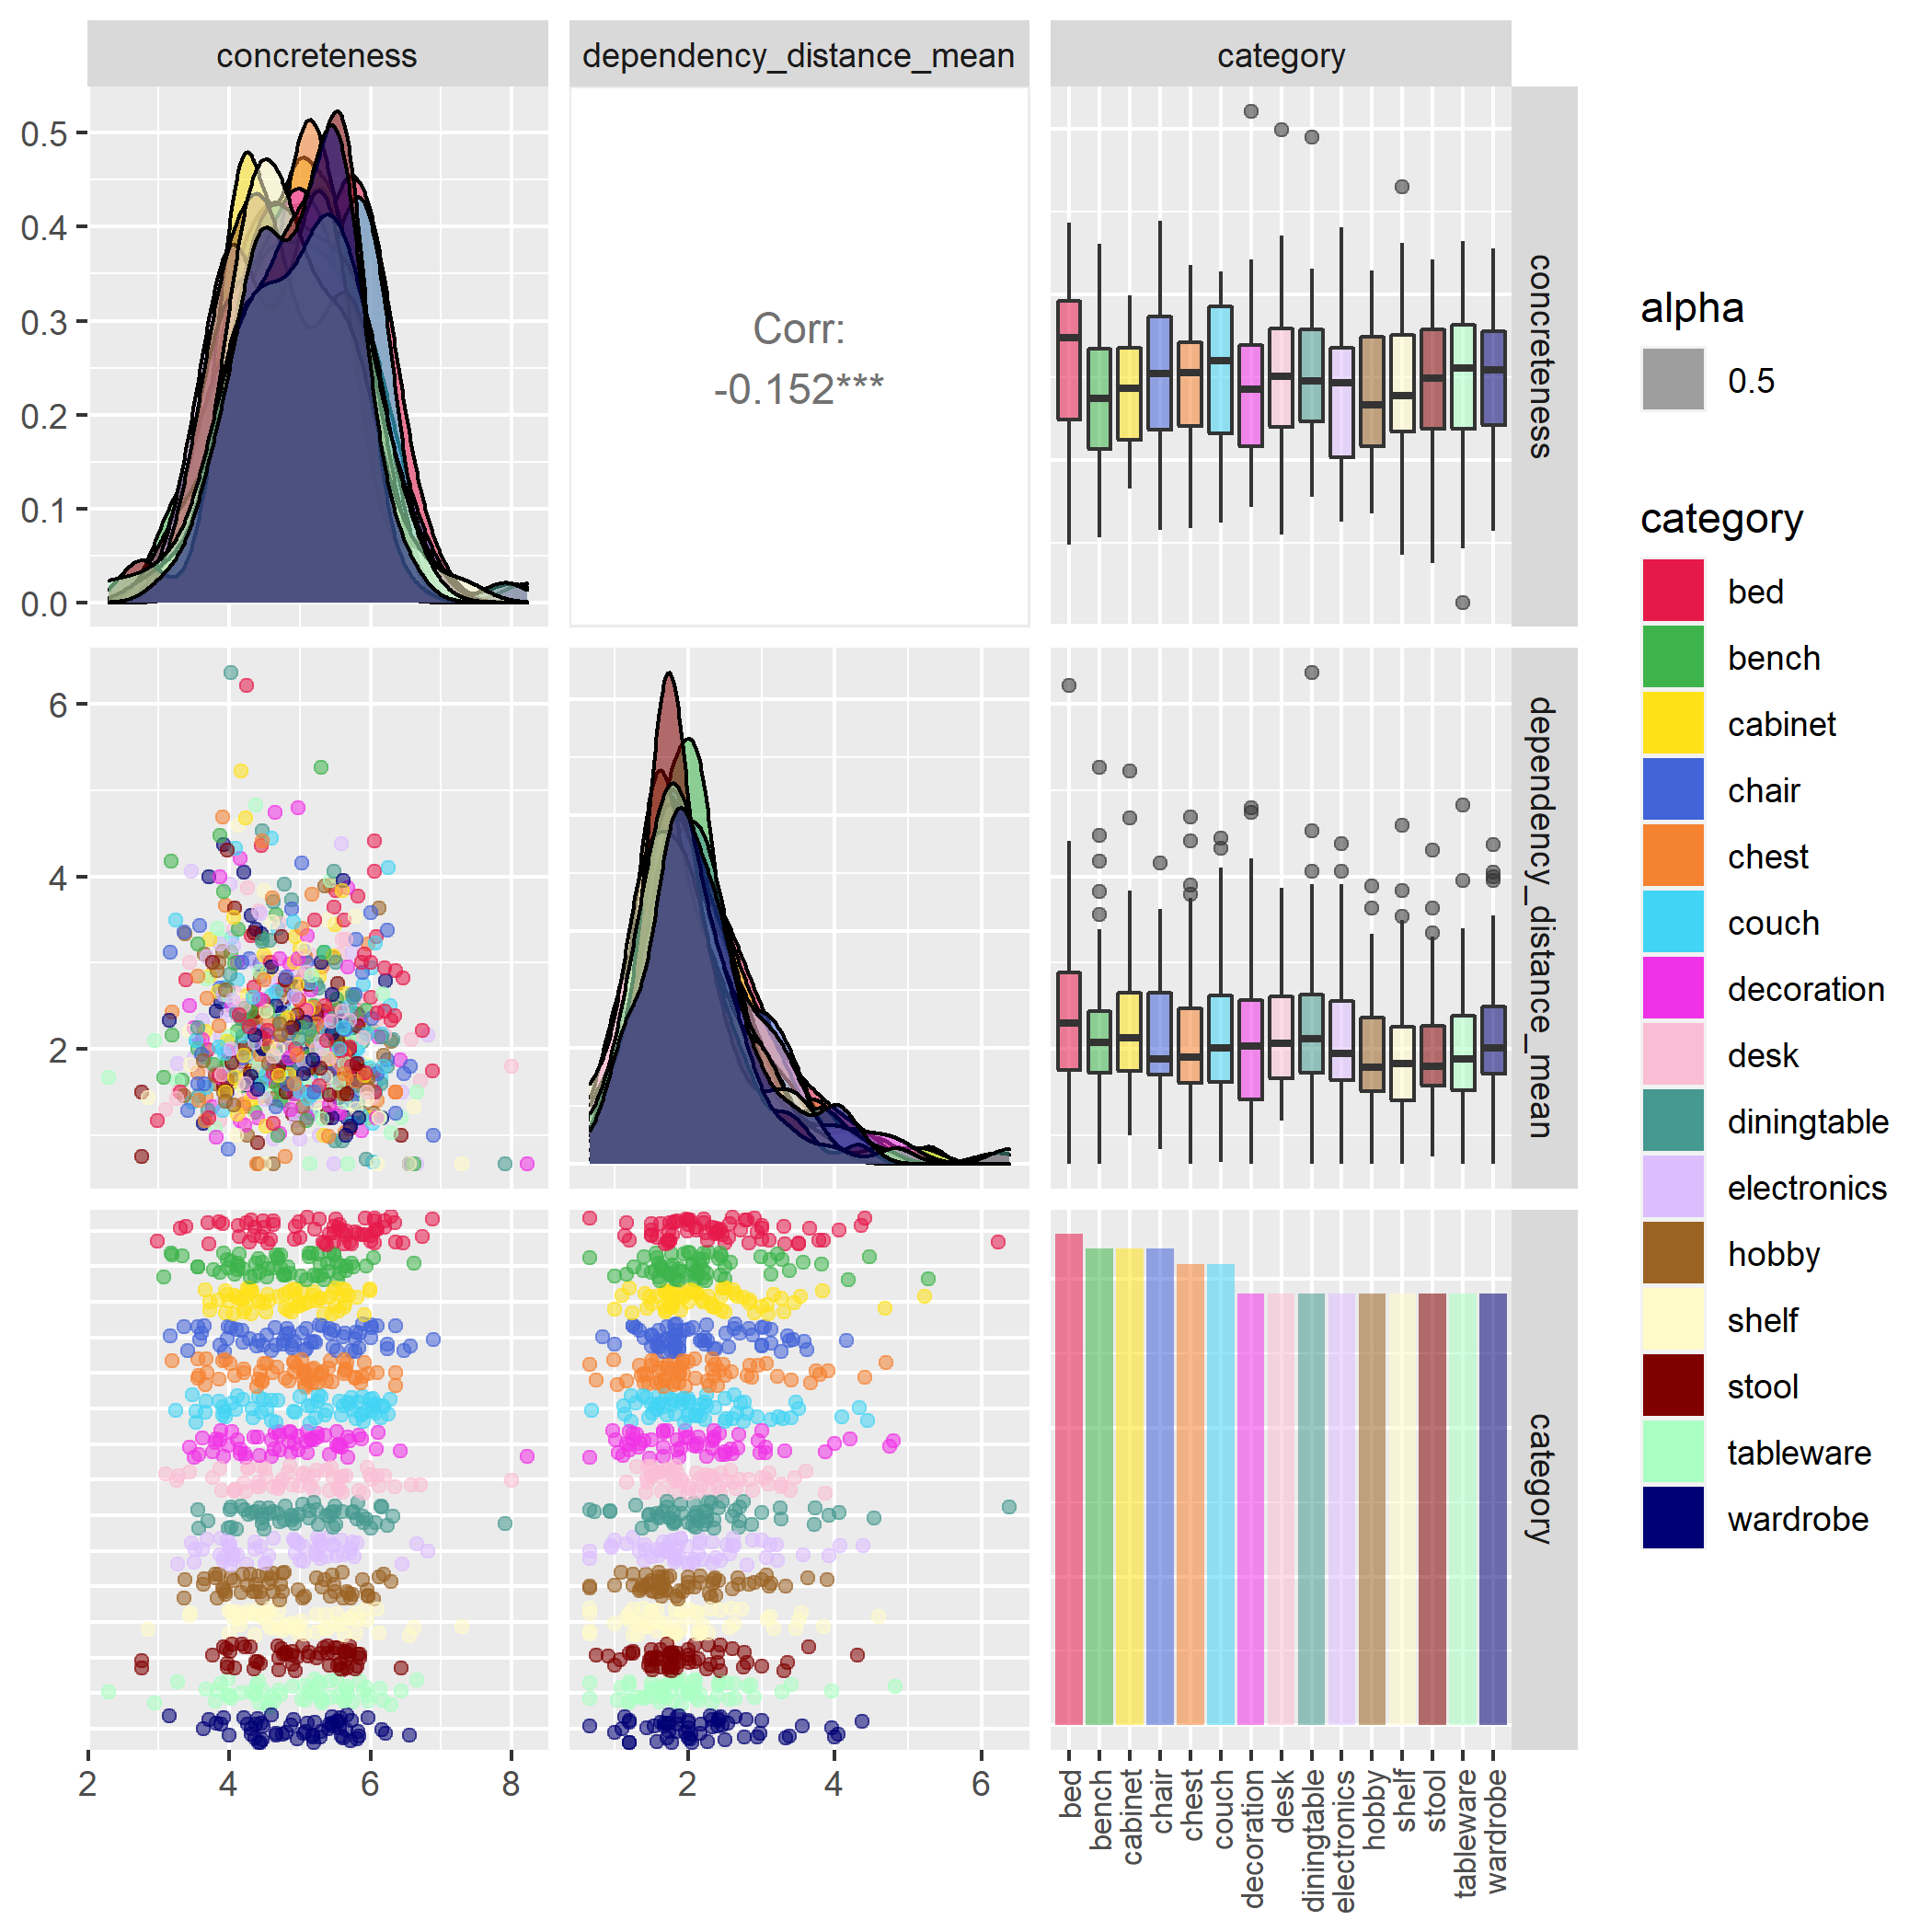 concreteness
dependency_distance_mean
category
0.5
0.4
0.3
0.2
0.1
0.0
Corr:
-0.152***
concreteness
6
4
2
dependency_distance_mean
category
2
4
6
8
2
4
6
bed
bench
cabinet
chair
chest
couch
decoration
desk
diningtable
electronics
hobby
shelf
stool
tableware
wardrobe
alpha
0.5
category
bed
bench
cabinet
chair
chest
couch
decoration
desk
diningtable
electronics
hobby
shelf
stool
tableware
wardrobe